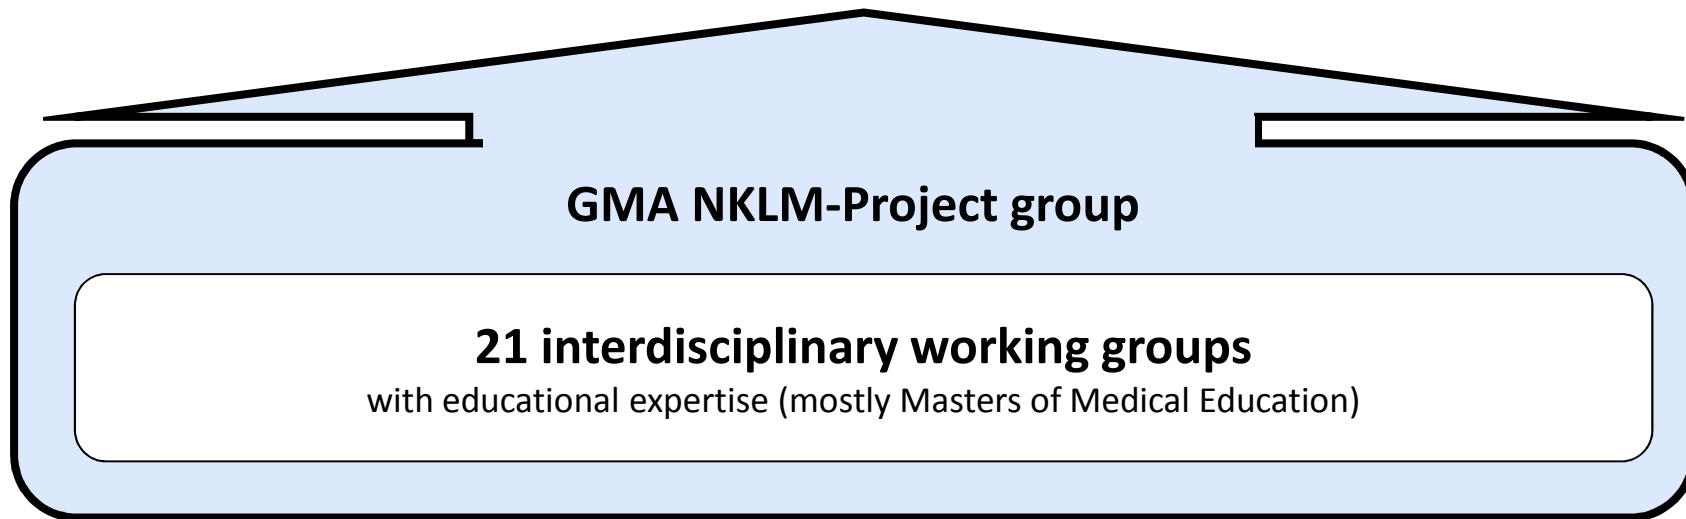 GMA NKLM-Project group
21 interdisciplinary working groups
with educational expertise (mostly Masters of Medical Education)